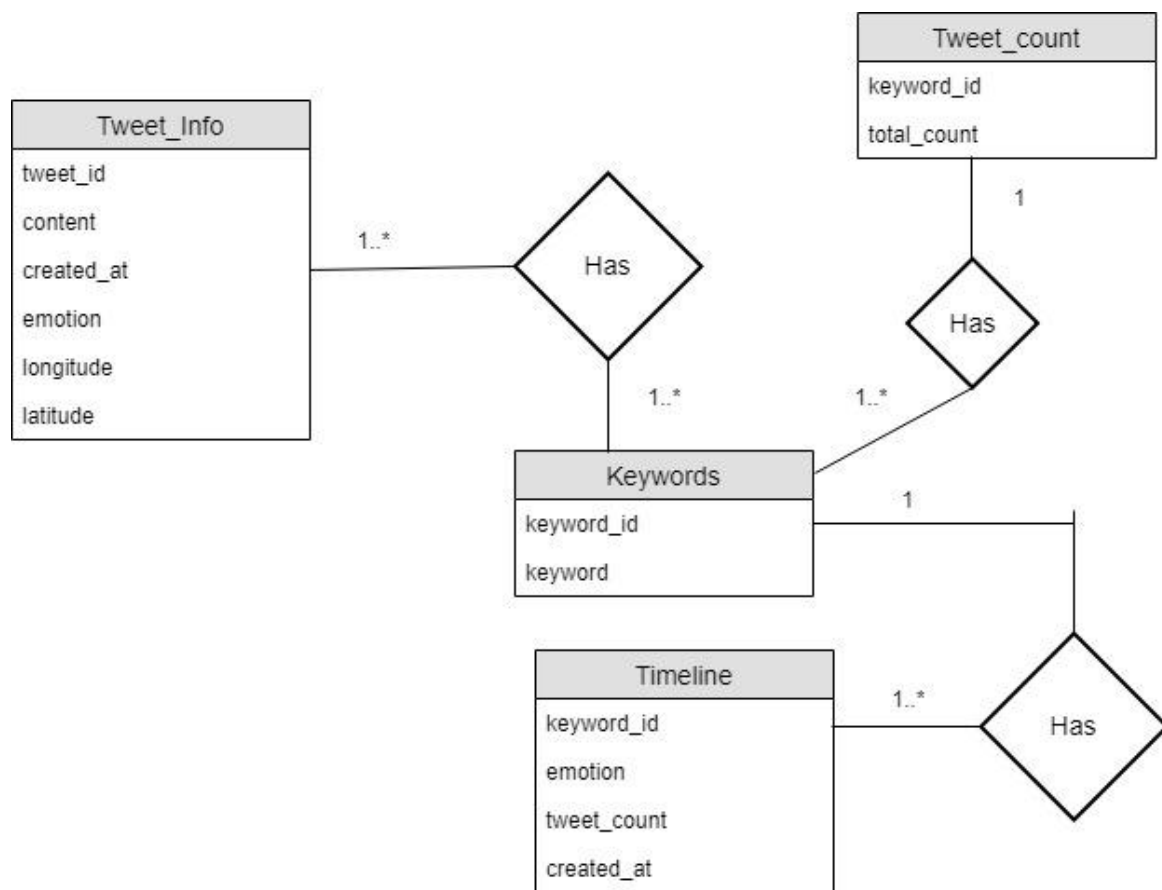 Tweet_count
keyword_id
total_count
Tweet_Info
tweet_id
content
created_at
emotion
longitude
latitude
1..*
Has
1
Has
1..*
1..*
Keywords
keyword_id
keyword
1
Timeline
keyword_id
emotion
tweet_count
created_at
1..*
Has